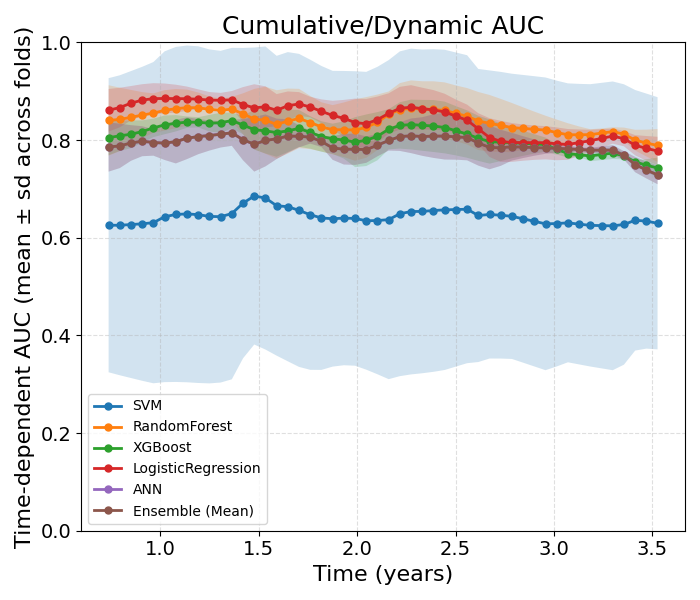 Cumulative/Dynamic AUC
Time-dependent AUC (mean ± sd across folds)
1.0
0.8
0.6
0.4
0.2
0.0
SVM
RandomForest
XGBoost
LogisticRegression
ANN
Ensemble (Mean)
1.0 1.5 2.0 2.5 3.0 3.5
Time (years)